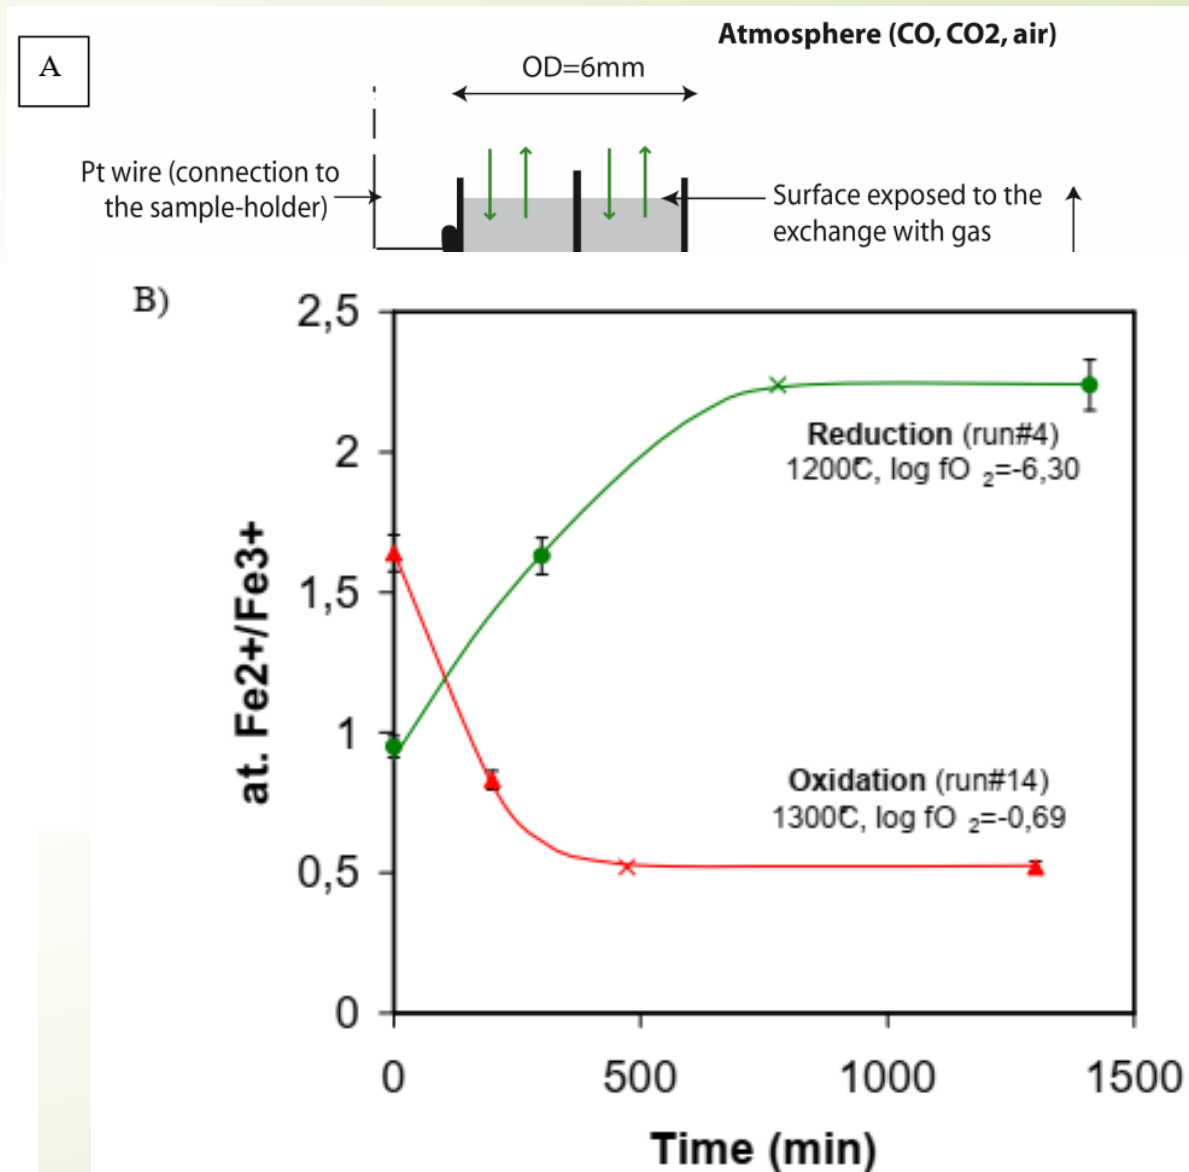 A
Atmosphere (CO, CO2, air)
OD=6mm
Pt wire (connection to
the sample-holder)
Surface exposed to the
exchange with gas
B)
2,5
2
1,5
1
0,5
0
at. Fe2+/Fe3+
Reduction (run#4)
1200℃, log fO 2=-6,30
Oxidation (run#14)
1300℃, log fO 2=-0,69
0
500
1000
1500
Time (min)